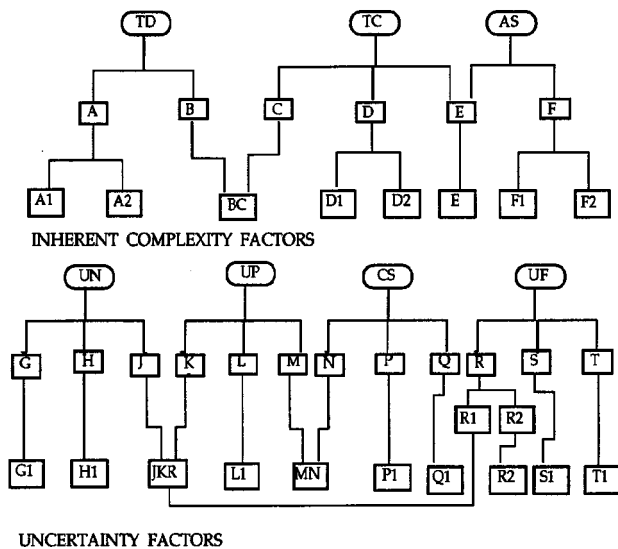 TD TC AS
A B C D E F
A1 A2 BC D1 D2 E F1 F2
INHERENT COMPLEXITY FACTORS
UN UP CS UF
G H J K L M N P Q R S T
R1 R2
G1 H1 JKR L1 MN P1 Q1 R2 S1 T1
UNCERTAINTY FACTORS